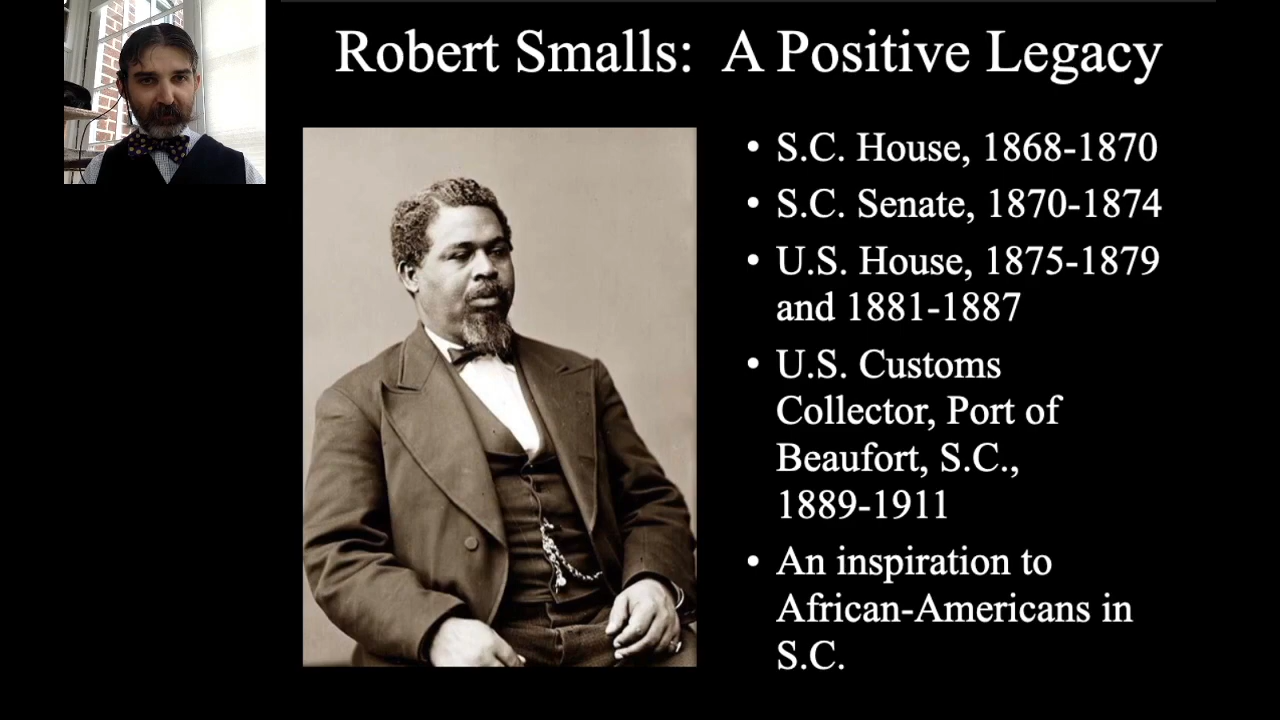 Robert Smalls: A Positive Legacy
• S.C. House, 1868-1870
• S.C. Senate, 1870-1874
• U.S. House, 1875-1879
and 1881-1887
• U.S. Customs
Collector, Port of
Beaufort, S.C.,
1889-1911
• An inspiration to
African-Americans in
S.C.